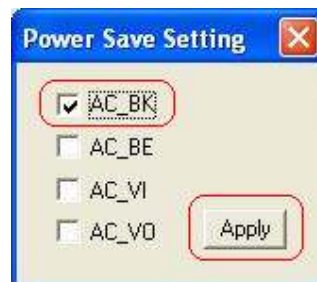 Power Save Setting
AC_BK
AC_BE
AC_VI
AC_VO
Apply